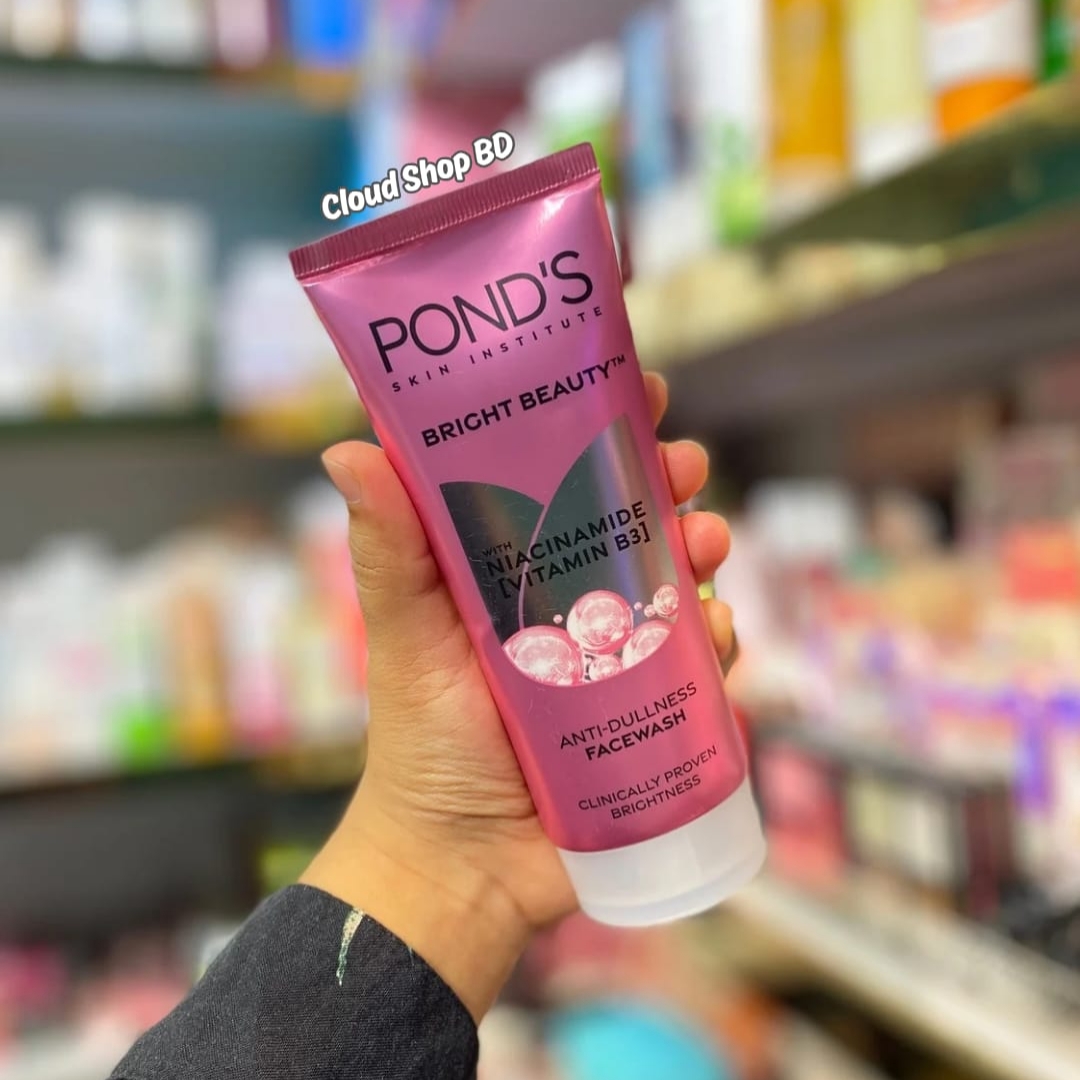 Cloud Shop BD
POND'S
SKIN INSTITUTE
BRIGHT BEAUTY™
WITH
NIACINAMIDE
[VITAMIN B3]
ANTI-DULLNESS
FACEWASH
CLINICALLY PROVEN
BRIGHTNESS